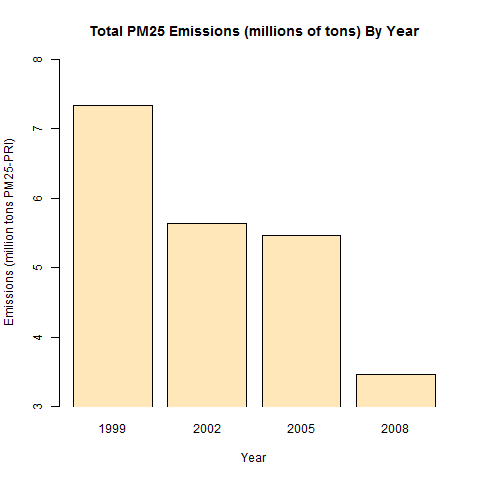 Total PM25 Emissions (millions of tons) By Year
Emissions (million tons PM25-PRI)
8
7
6
5
4
3
1999 2002 2005 2008
Year